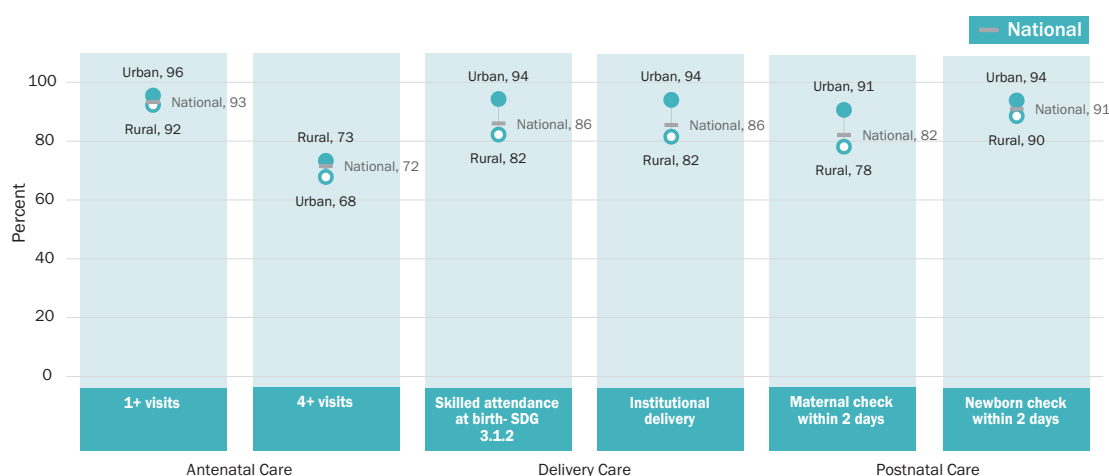 National
Percent
100
80
60
40
20
0
Urban, 96
National, 93
Rural, 92
Rural, 73
National, 72
Urban, 68
Urban, 94
National, 86
Rural, 82
Urban, 94
National, 86
Rural, 82
Urban, 91
National, 82
Rural, 78
Urban, 94
National, 91
Rural, 90
1+ visits
4+ visits
Skilled attendance
at birth- SDG
3.1.2
Institutional
delivery
Maternal check
within 2 days
Newborn check
within 2 days
Antenatal Care
Delivery Care
Postnatal Care